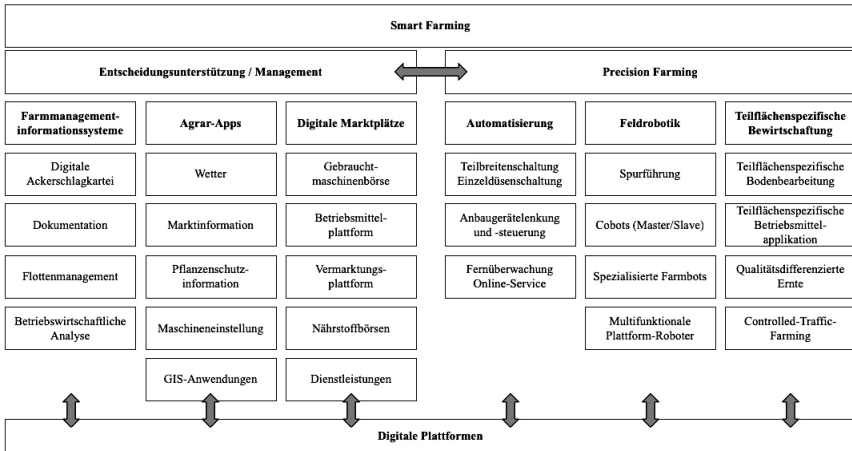 Smart Farming
Entscheidungsunterstützung / Management
Precision Farming
Farmmanagement-
informationssysteme
Agrar-Apps
Digitale Marktplätze
Automatisierung
Feldrobotik
Teilflächenspezifische
Bewirtschaftung
Digitale
Ackerschlagkartei
Wetter
Gebraucht-
maschinenbörse
Teilbreitenschaltung
Einzeldüsenschaltung
Spurführung
Teilflächenspezifische
Bodenbearbeitung
Dokumentation
Marktinformation
Betriebsmittel-
plattform
Anbaugerätelenkung
und -steuerung
Cobots (Master/Slave)
Teilflächenspezifische
Betriebsmittel-
applikation
Flottenmanagement
Pflanzenschutz-
information
Vermarktungs-
plattform
Fernüberwachung
Online-Service
Spezialisierte Farmbots
Qualitätsdifferenzierte
Ernte
Betriebswirtschaftliche
Analyse
Maschineneinstellung
Nährstoffbörsen
Multifunktionale
Plattform-Roboter
Controlled-Traffic-
Farming
GIS-Anwendungen
Dienstleistungen
Digitale Plattformen